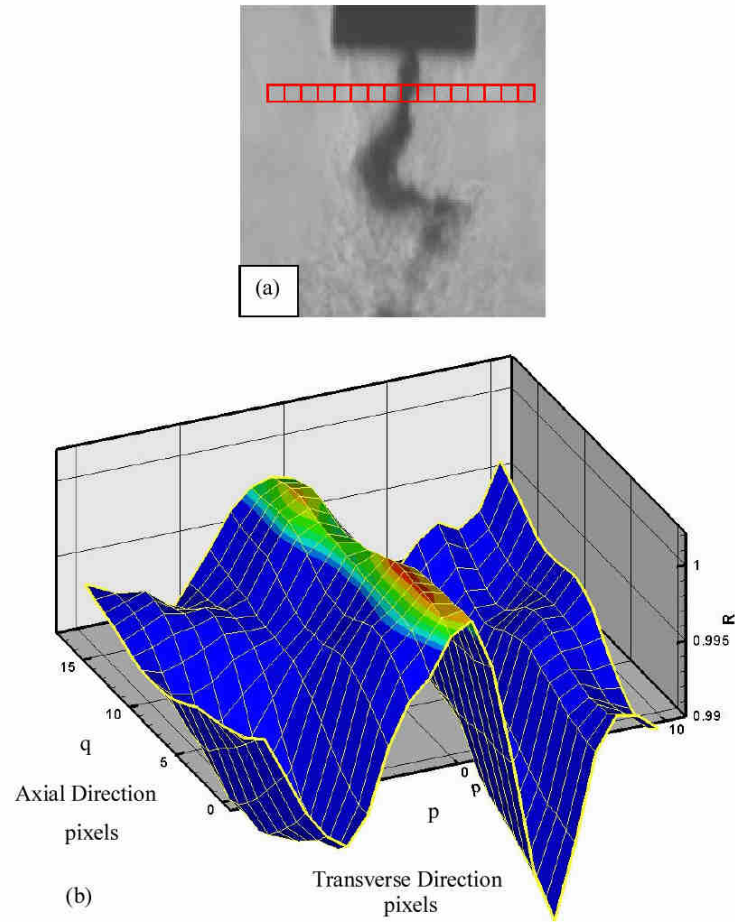 (a)
1
0.995
0.99
R
15
10
5
0
q
Axial Direction
pixels
0
10
p
p
Transverse Direction
pixels
(b)